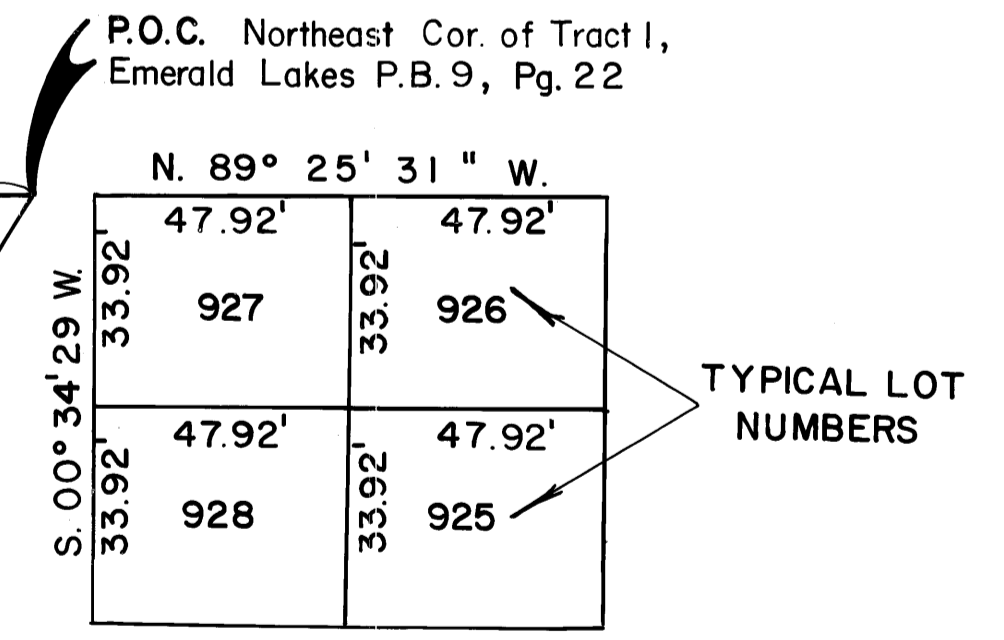 P.O.C. Northeast Cor. of Tract 1,
Emerald Lakes P.B. 9, Pg. 22
N. 89° 25' 31 " W.
47.92' 47.92'
33.92' 33.92'
927 926
S. 00° 34' 29 W.
TYPICAL LOT
NUMBERS
47.92' 47.92'
33.92' 33.92'
928 925